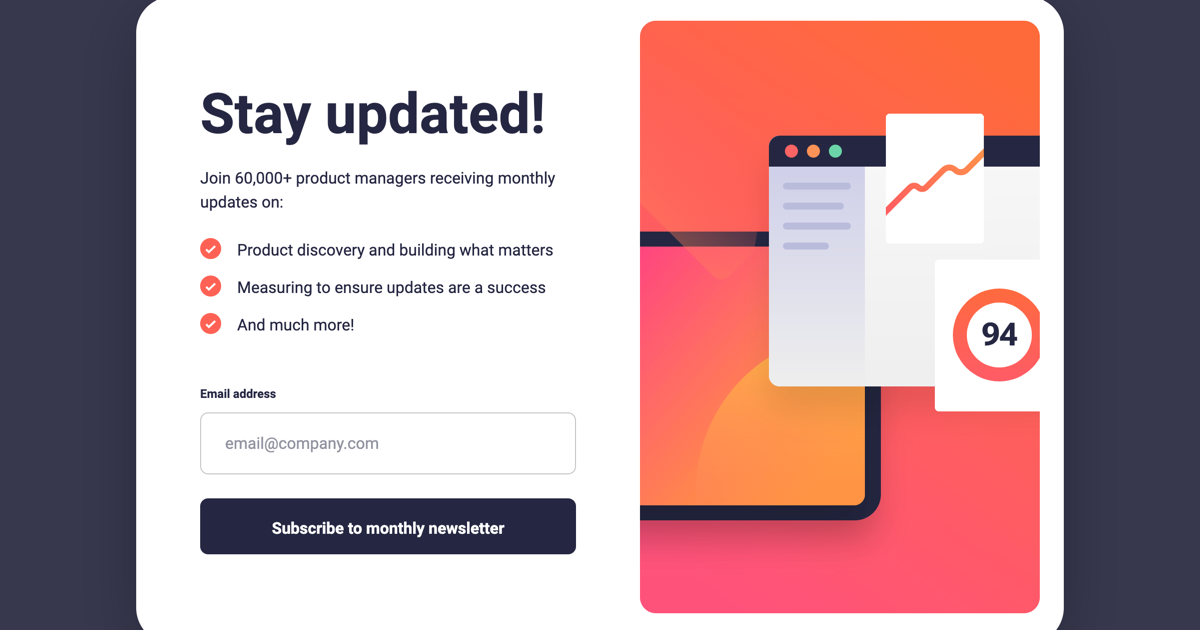 Stay updated!
Join 60,000+ product managers receiving monthly
updates on:
Product discovery and building what matters
Measuring to ensure updates are a success
And much more!
Email address
email@company.com
Subscribe to monthly newsletter
94